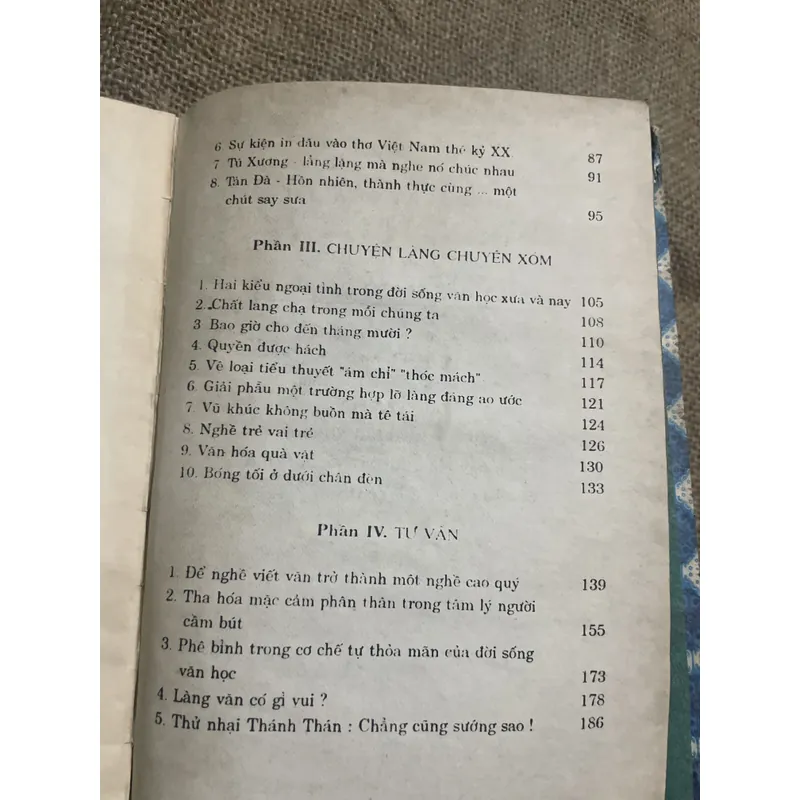 6 Sự kiện in dấu vào thơ Việt Nam thế kỷ XX 87
7 Tú Xương - lẳng lặng mà nghe nó chúc nhau 91
8. Tản Đà - Hồn nhiên, thành thực cùng ... một
chút say sưa 95
Phần III. CHUYỆN LÀNG CHUYỆN XÓM
1. Hai kiểu ngoại tình trong đời sống văn học xưa và nay 105
2. Chất lang chạ trong mỗi chúng ta 108
3 Bao giờ cho đến tháng mười ? 110
4. Quyền được hách 114
5 Về loại tiểu thuyết "ám chỉ" "thóc mách" 117
6. Giải phẫu một trường hợp lỡ làng đáng ao ước 121
7. Vũ khúc không buồn mà tê tái 124
8. Nghề trẻ vai trẻ 126
9. Văn hóa quà vặt 130
10. Bóng tối ở dưới chân đèn 133
Phần IV. TƯ VẤN
1. Để nghề viết văn trở thành một nghề cao quý 139
2. Tha hóa mặc cảm phân thân trong tâm lý người
cầm bút 155
3. Phê bình trong cơ chế tự thỏa mãn của đời sống
văn học 173
4. Làng văn có gì vui ? 178
5. Thử nhại Thánh Thán : Chẳng cũng sướng sao ! 186